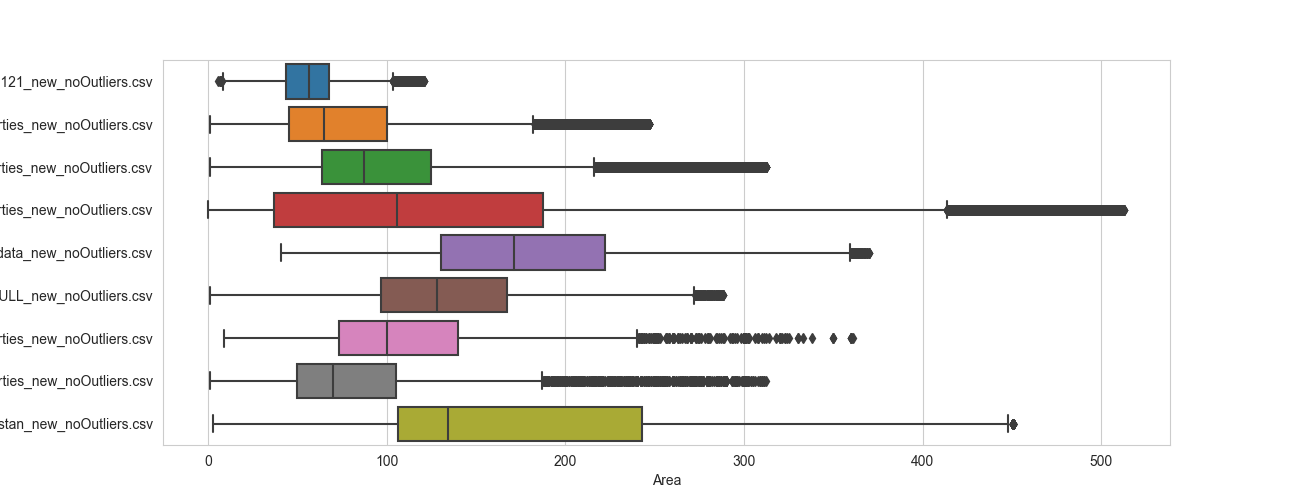 121_new_noOutliers.csv
rties_new_noOutliers.csv
rties_new_noOutliers.csv
rties_new_noOutliers.csv
data_new_noOutliers.csv
ULL_new_noOutliers.csv
rties_new_noOutliers.csv
rties_new_noOutliers.csv
stan_new_noOutliers.csv
0 100 200 300 400 500
Area